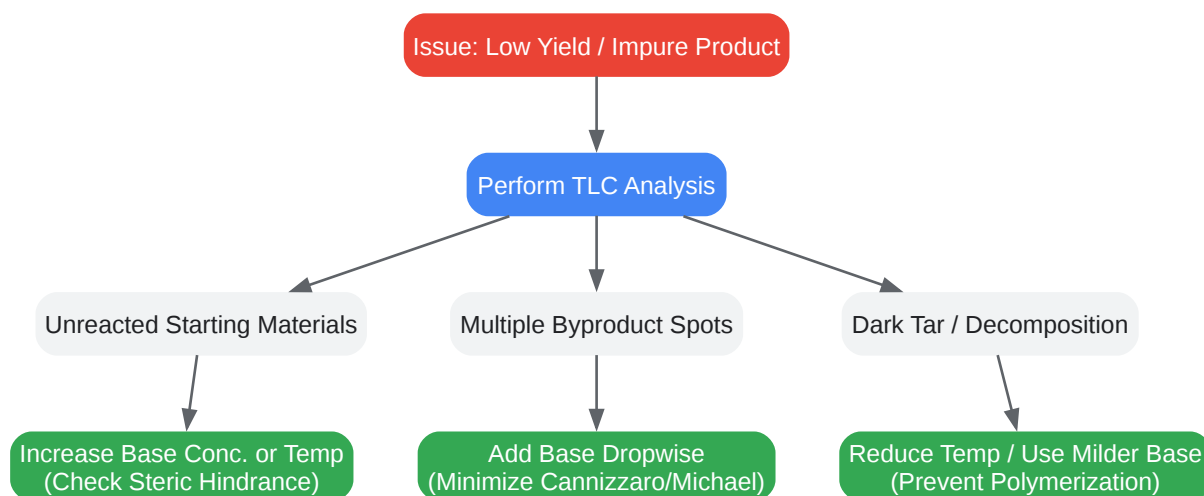 Issue: Low Yield / Impure Product
Perform TLC Analysis
Unreacted Starting Materials
Multiple Byproduct Spots
Dark Tar / Decomposition
Increase Base Conc. or Temp
(Check Steric Hindrance)
Add Base Dropwise
(Minimize Cannizzaro/Michael)
Reduce Temp / Use Milder Base
(Prevent Polymerization)